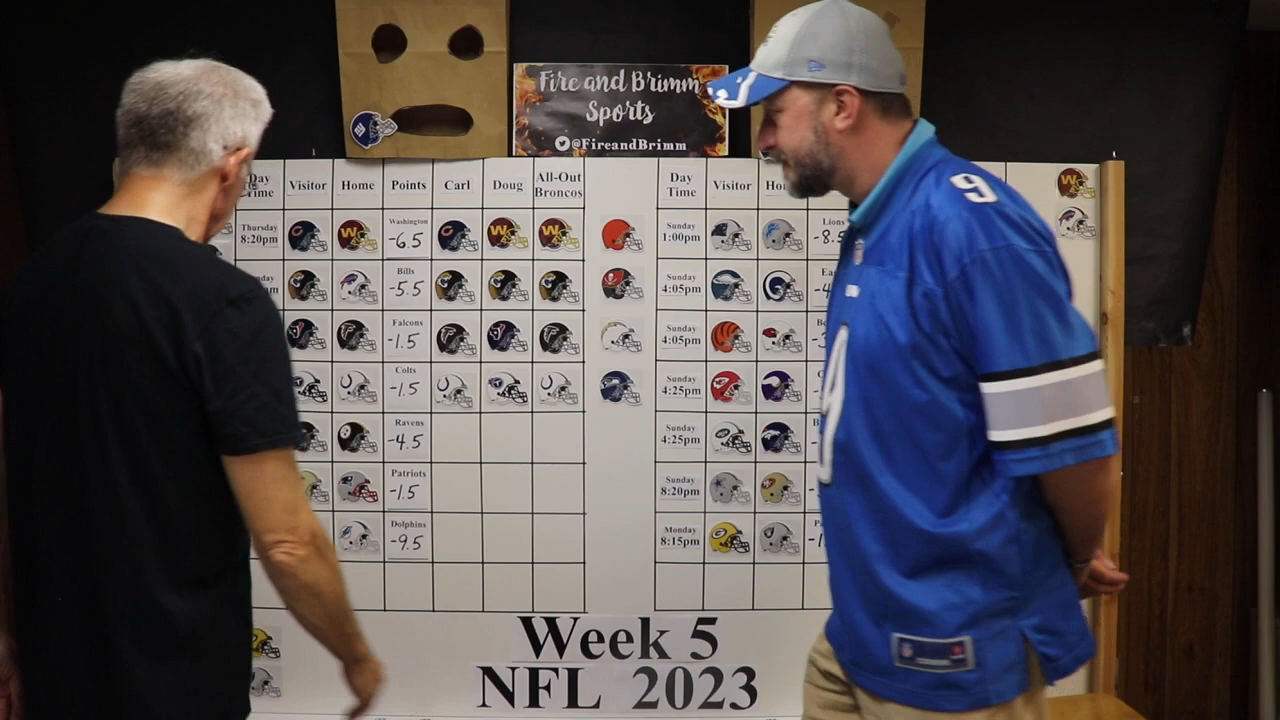 Fire and Brimm
Sports
@FireandBrimm
Day
Time
Visitor
Home
Points
Carl
Doug
All-Out
Broncos
Thursday
8:20pm
Washington
-6.5
Bills
-5.5
Falcons
-1.5
Colts
-1.5
Ravens
-4.5
Patriots
-1.5
Dolphins
-9.5
Day
Time
Visitor
Sunday
1:00pm
Lions
-8.5
Sunday
4:05pm
Sunday
4:05pm
Sunday
4:25pm
Sunday
4:25pm
Sunday
8:20pm
Monday
8:15pm
9
Week 5
NFL 2023